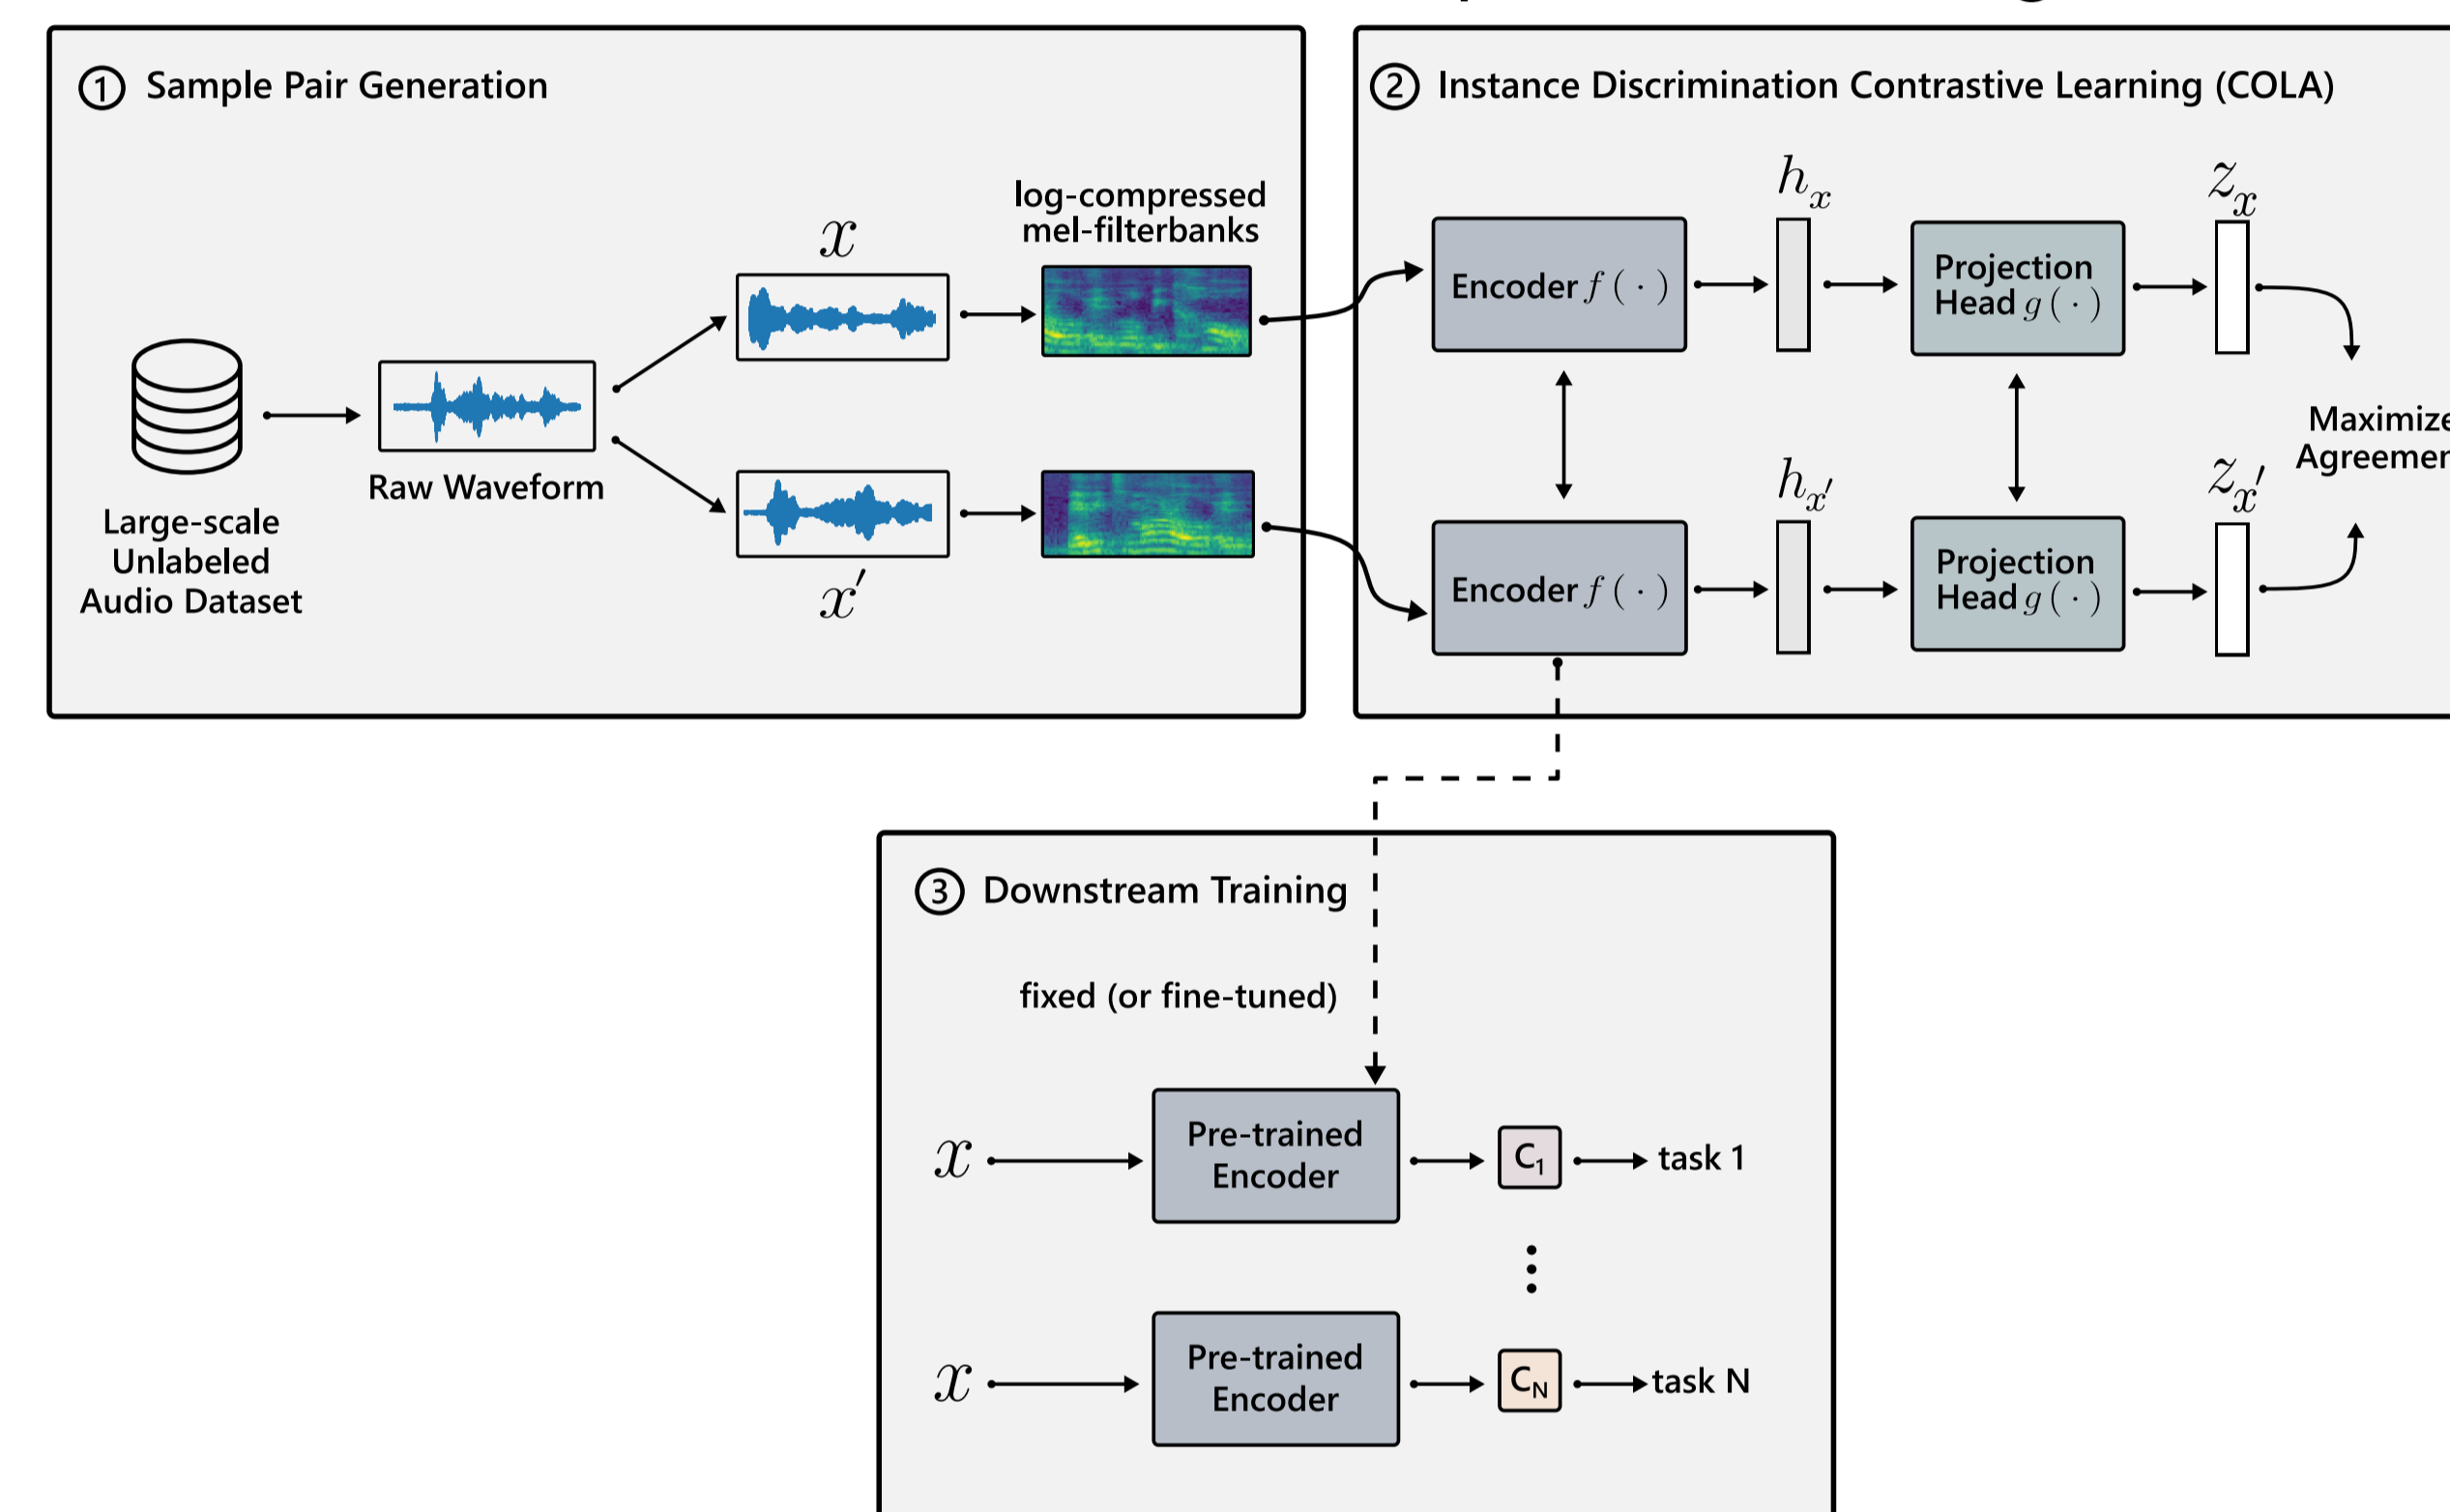 1 Sample Pair Generation
2 Instance Discrimination Contrastive Learning (COLA)
log-compressed
mel-filterbanks
x
x′
Raw Waveform
Large-scale
Unlabeled
Audio Dataset
h_x
z_x
Encoder f(·)
Projection
Head g(·)
Maximize
Agreemen
h_x′
z_x′
Encoder f(·)
Projection
Head g(·)
3 Downstream Training
fixed (or fine-tuned)
x
Pre-trained
Encoder
C₁
task 1
x
Pre-trained
Encoder
C_N
task N